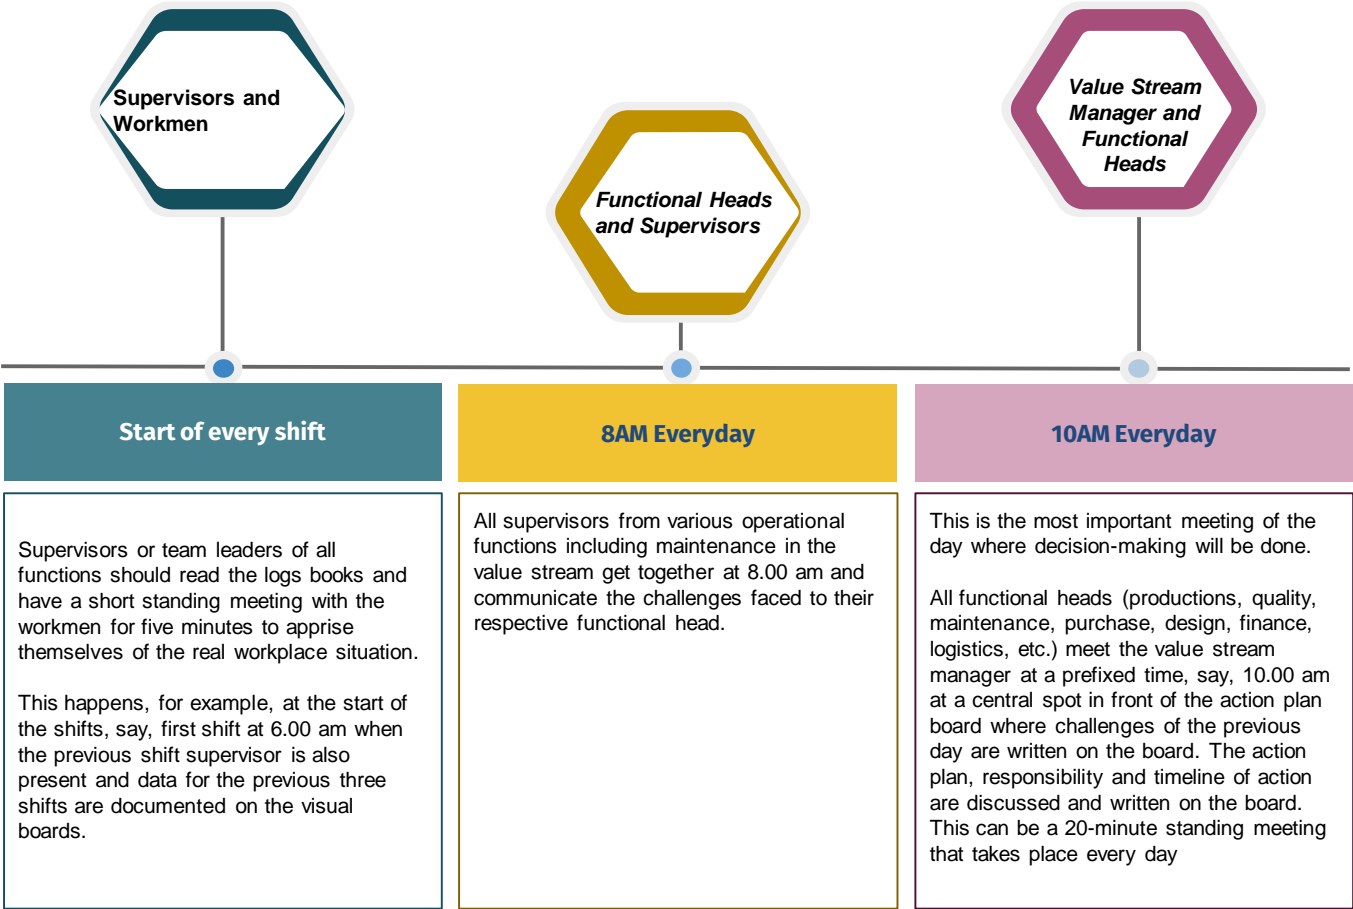 Supervisors and
Workmen
Functional Heads
and Supervisors
Value Stream
Manager and
Functional
Heads
Start of every shift
8AM Everyday
10AM Everyday
Supervisors or team leaders of all
functions should read the logs books and
have a short standing meeting with the
workmen for five minutes to apprise
themselves of the real workplace situation.
This happens, for example, at the start of
the shifts, say, first shift at 6.00 am when
the previous shift supervisor is also
present and data for the previous three
shifts are documented on the visual
boards.
All supervisors from various operational
functions including maintenance in the
value stream get together at 8.00 am and
communicate the challenges faced to their
respective functional head.
This is the most important meeting of the
day where decision-making will be done.
All functional heads (productions, quality,
maintenance, purchase, design, finance,
logistics, etc.) meet the value stream
manager at a prefixed time, say, 10.00 am
at a central spot in front of the action plan
board where challenges of the previous
day are written on the board. The action
plan, responsibility and timeline of action
are discussed and written on the board.
This can be a 20-minute standing meeting
that takes place every day